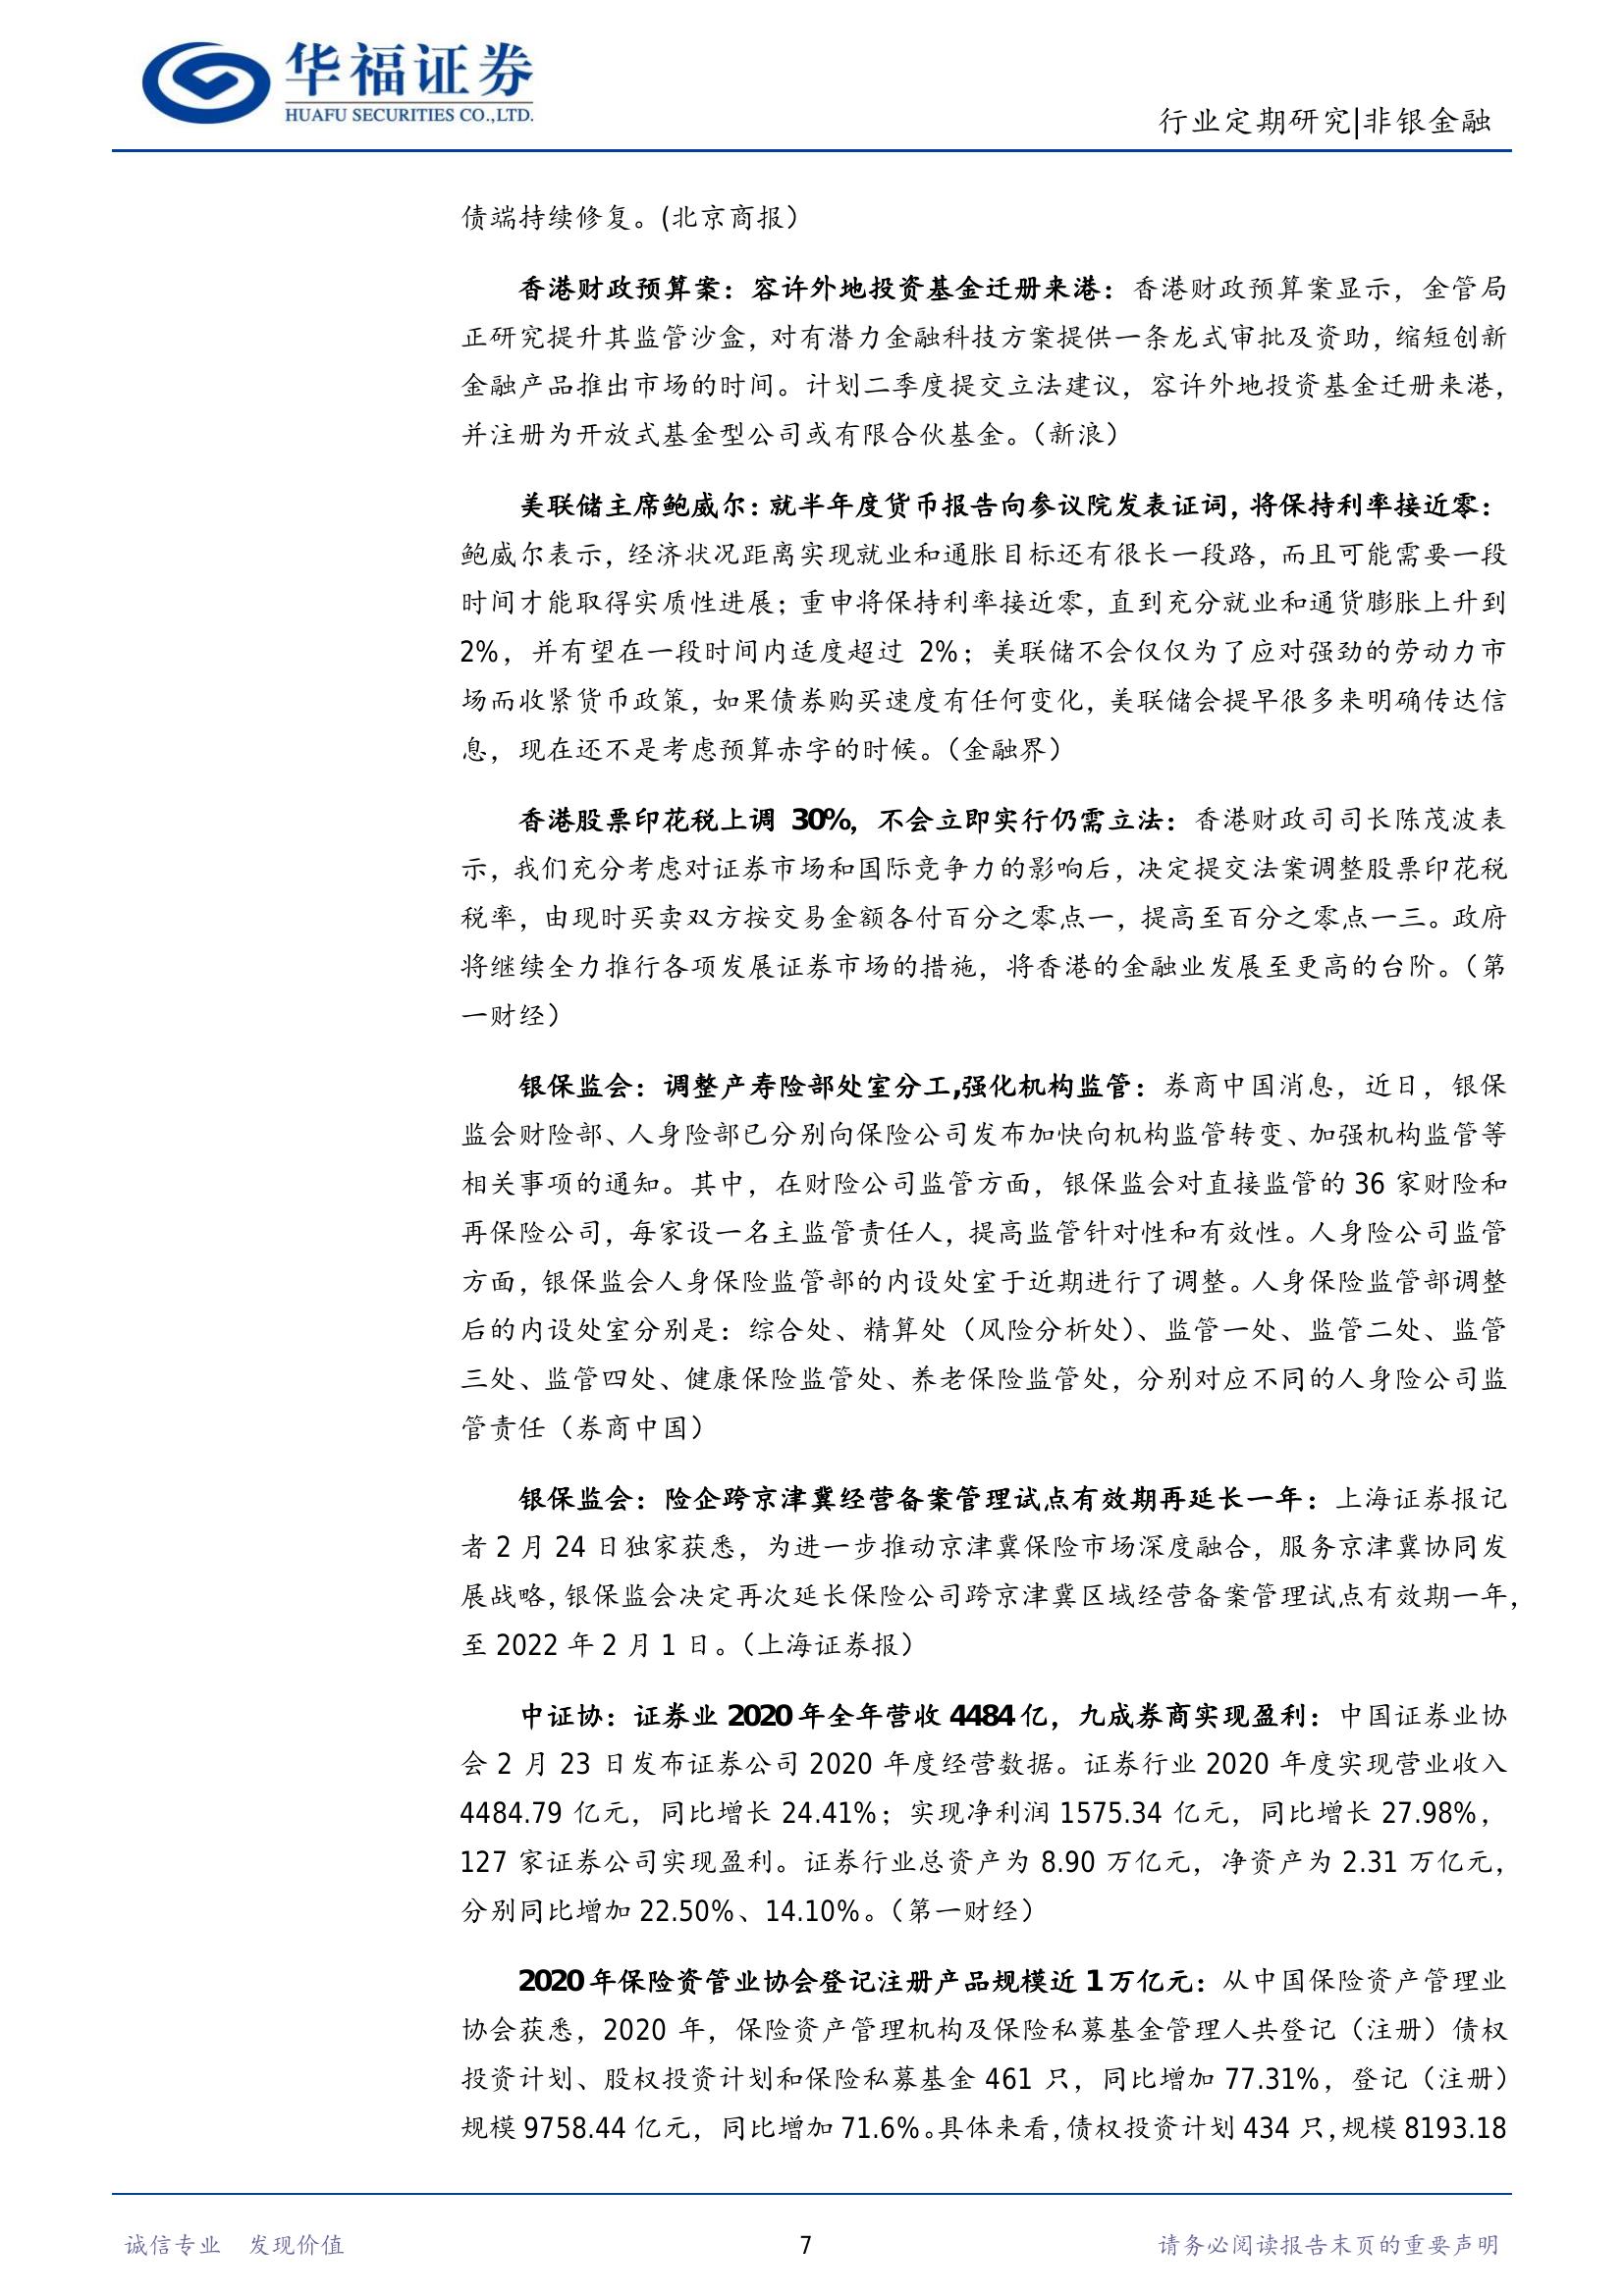 华福证券
HUAFU SECURITIES CO.,LTD.
行业定期研究|非银金融
债端持续修复。(北京商报）
香港财政预算案：容许外地投资基金迁册来港：香港财政预算案显示，金管局
正研究提升其监管沙盒，对有潜力金融科技方案提供一条龙式审批及资助，缩短创新
金融产品推出市场的时间。计划二季度提交立法建议，容许外地投资基金迁册来港，
并注册为开放式基金型公司或有限合伙基金。（新浪）
美联储主席鲍威尔：就半年度货币报告向参议院发表证词，将保持利率接近零：
鲍威尔表示，经济状况距离实现就业和通胀目标还有很长一段路，而且可能需要一段
时间才能取得实质性进展；重申将保持利率接近零，直到充分就业和通货膨胀上升到
2%，并有望在一段时间内适度超过 2%；美联储不会仅仅为了应对强劲的劳动力市
场而收紧货币政策，如果债券购买速度有任何变化，美联储会提早很多来明确传达信
息，现在还不是考虑预算赤字的时候。（金融界）
香港股票印花税上调 30%，不会立即实行仍需立法：香港财政司司长陈茂波表
示，我们充分考虑对证券市场和国际竞争力的影响后，决定提交法案调整股票印花税
税率，由现时买卖双方按交易金额各付百分之零点一，提高至百分之零点一三。政府
将继续全力推行各项发展证券市场的措施，将香港的金融业发展至更高的台阶。（第
一财经）
银保监会：调整产寿险部处室分工,强化机构监管：券商中国消息，近日，银保
监会财险部、人身险部已分别向保险公司发布加快向机构监管转变、加强机构监管等
相关事项的通知。其中，在财险公司监管方面，银保监会对直接监管的 36 家财险和
再保险公司，每家设一名主监管责任人，提高监管针对性和有效性。人身险公司监管
方面，银保监会人身保险监管部的内设处室于近期进行了调整。人身保险监管部调整
后的内设处室分别是：综合处、精算处（风险分析处）、监管一处、监管二处、监管
三处、监管四处、健康保险监管处、养老保险监管处，分别对应不同的人身险公司监
管责任（券商中国）
银保监会：险企跨京津冀经营备案管理试点有效期再延长一年：上海证券报记
者 2 月 24 日独家获悉，为进一步推动京津冀保险市场深度融合，服务京津冀协同发
展战略，银保监会决定再次延长保险公司跨京津冀区域经营备案管理试点有效期一年，
至 2022 年 2 月 1 日。（上海证券报）
中证协：证券业 2020 年全年营收 4484 亿，九成券商实现盈利：中国证券业协
会 2 月 23 日发布证券公司 2020 年度经营数据。证券行业 2020 年度实现营业收入
4484.79 亿元，同比增长 24.41%；实现净利润 1575.34 亿元，同比增长 27.98%，
127 家证券公司实现盈利。证券行业总资产为 8.90 万亿元，净资产为 2.31 万亿元，
分别同比增加 22.50%、14.10%。（第一财经）
2020 年保险资管业协会登记注册产品规模近 1 万亿元：从中国保险资产管理业
协会获悉，2020 年，保险资产管理机构及保险私募基金管理人共登记（注册）债权
投资计划、股权投资计划和保险私募基金 461 只，同比增加 77.31%，登记（注册）
规模 9758.44 亿元，同比增加 71.6%。具体来看，债权投资计划 434 只，规模 8193.18
诚信专业 发现价值
7
请务必阅读报告末页的重要声明